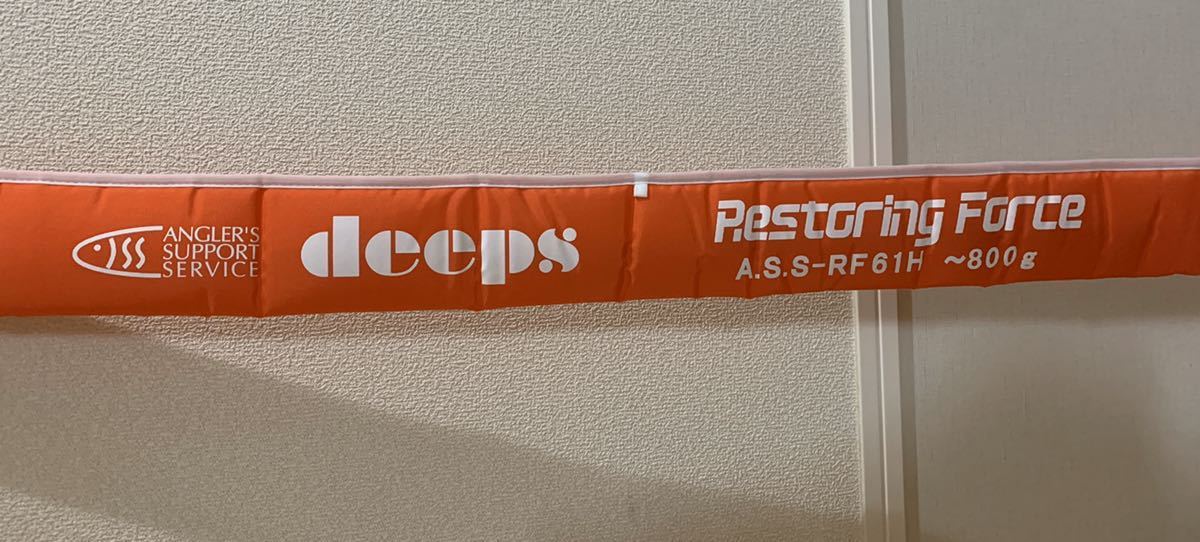 ANGLER'S
SUPPORT
SERVICE
deeps
Restoring Force
A.S.S-RF61H ~800g